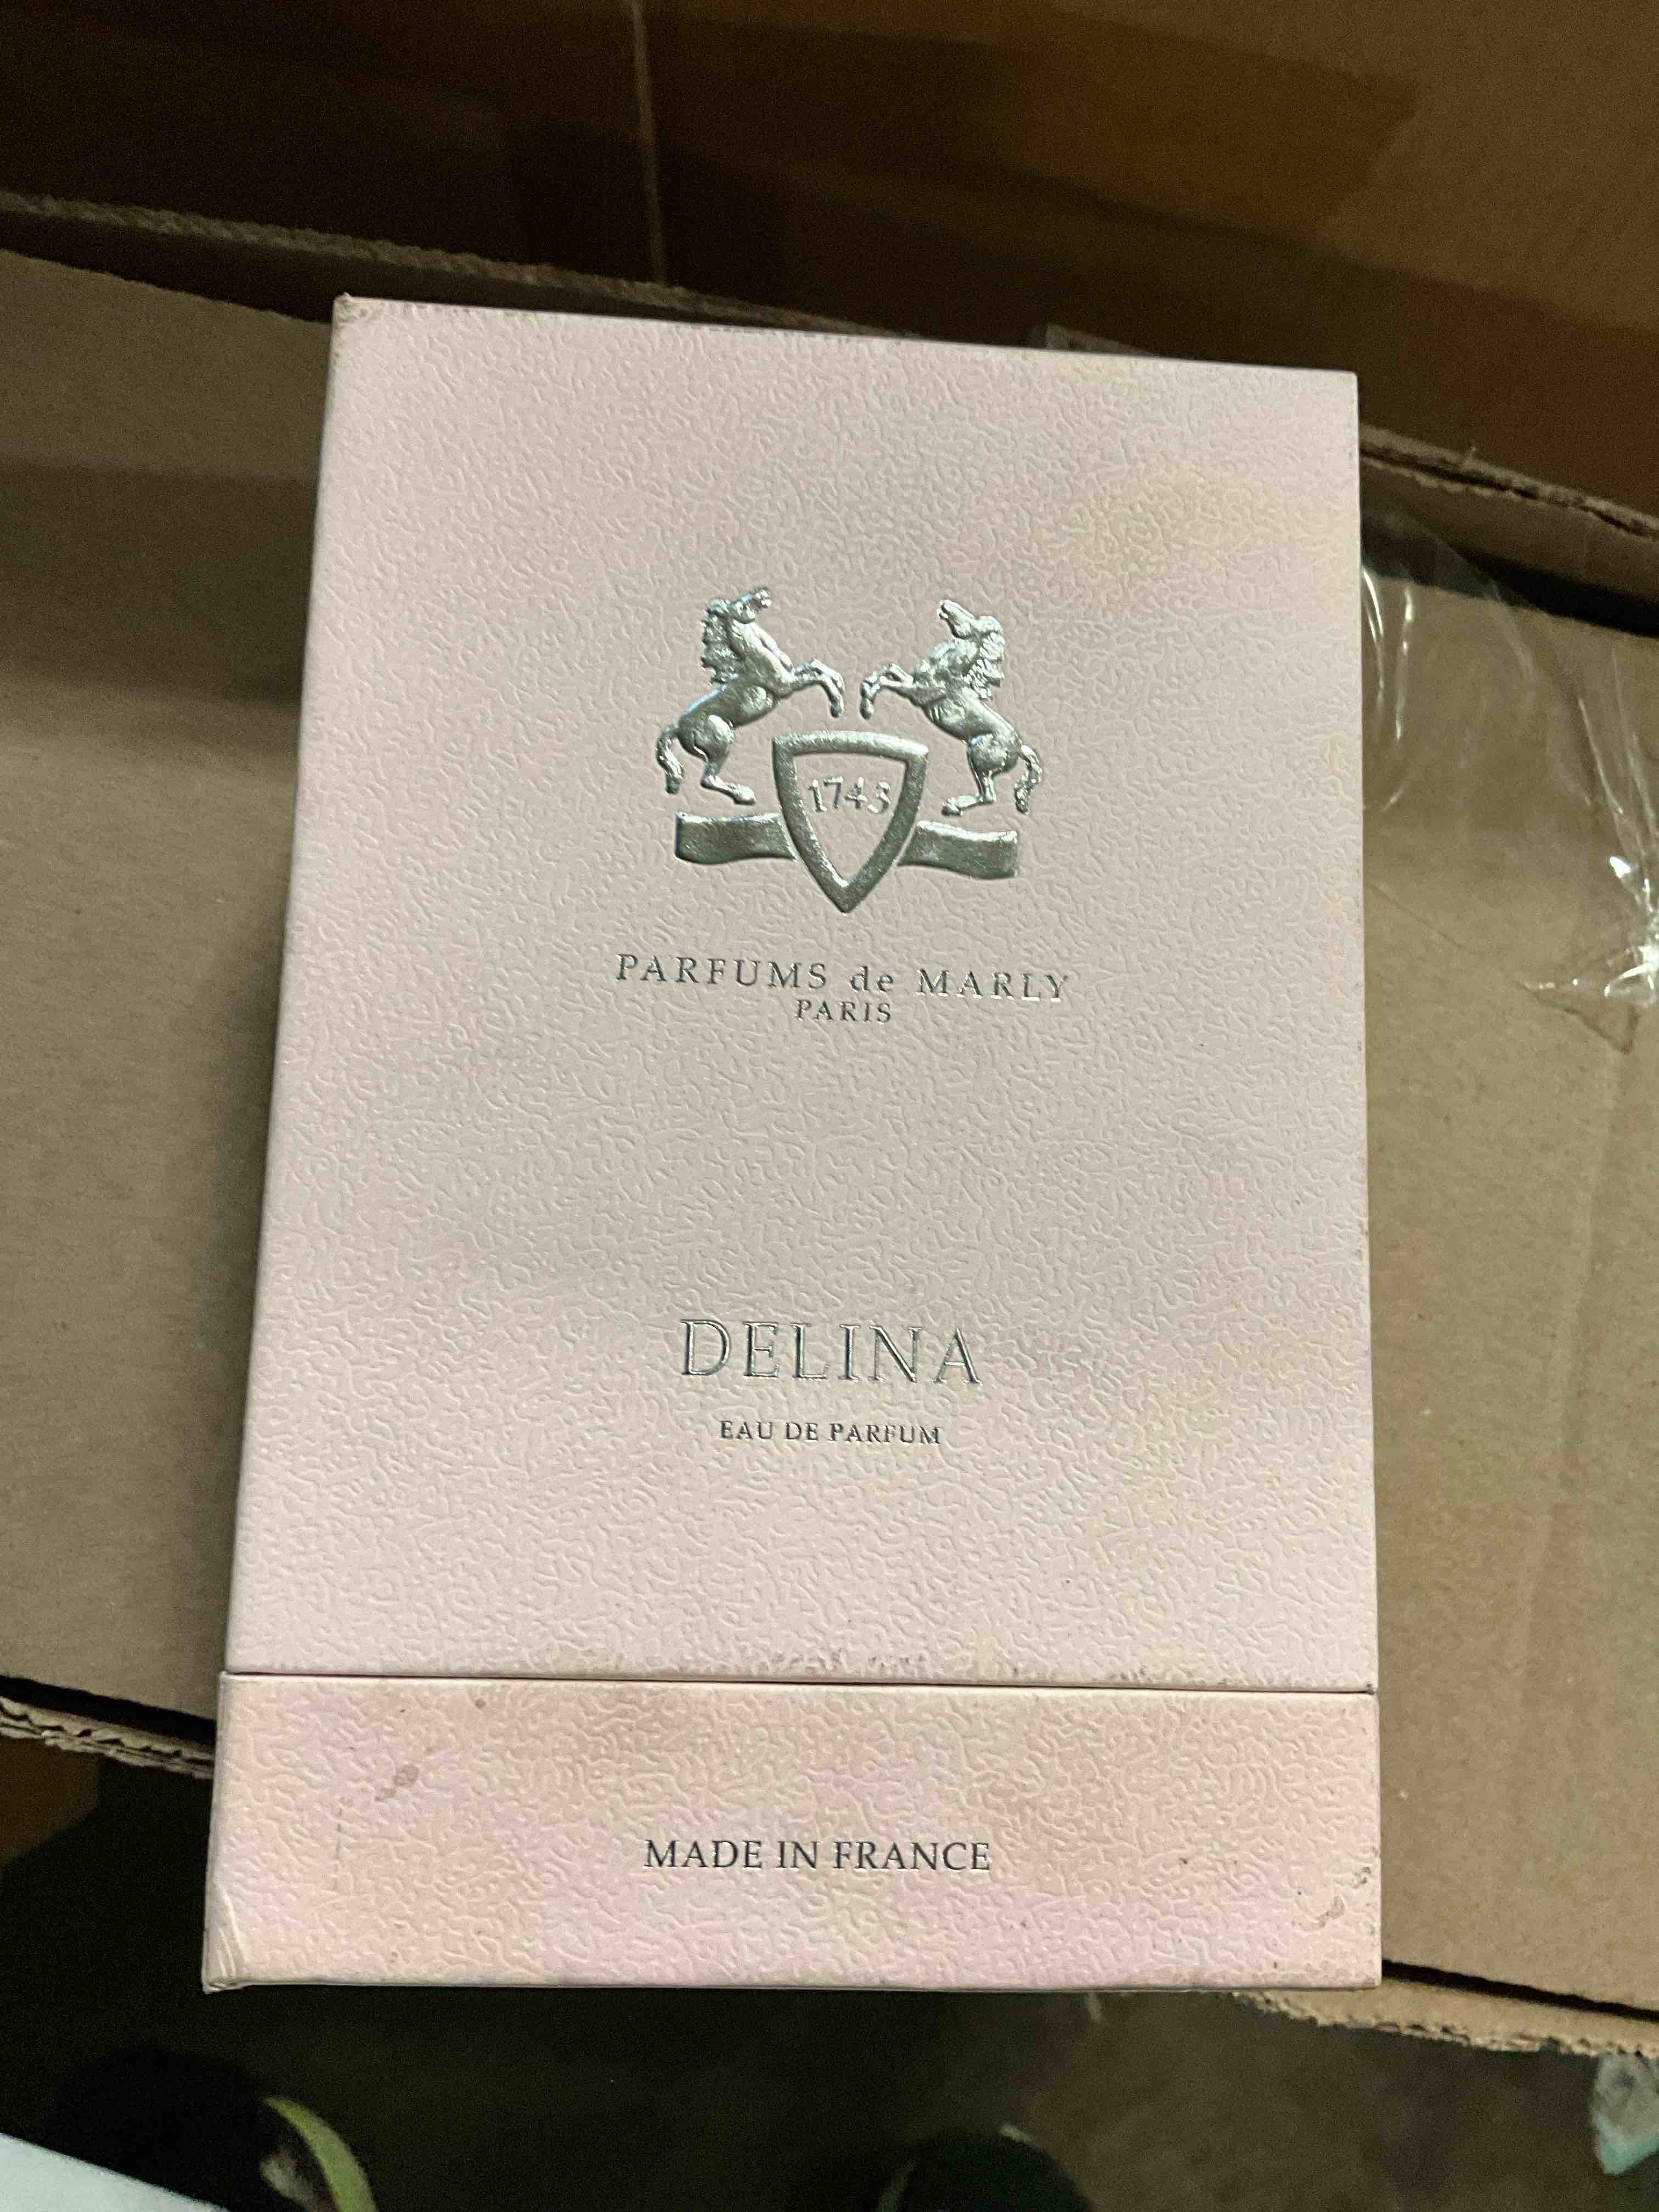 1743
PARFUMS de MARLY
PARIS
DELINA
EAU DE PARFUM
MADE IN FRANCE